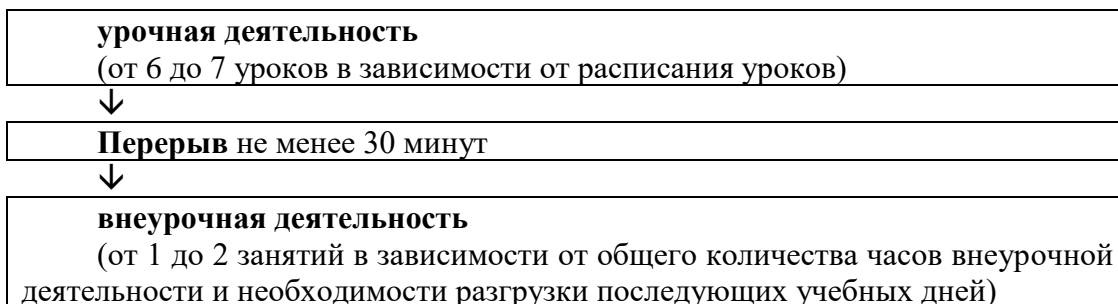 урочная деятельность
(от 6 до 7 уроков в зависимости от расписания уроков)
↓
Перерыв не менее 30 минут
↓
внеурочная деятельность
(от 1 до 2 занятий в зависимости от общего количества часов внеурочной
деятельности и необходимости разгрузки последующих учебных дней)